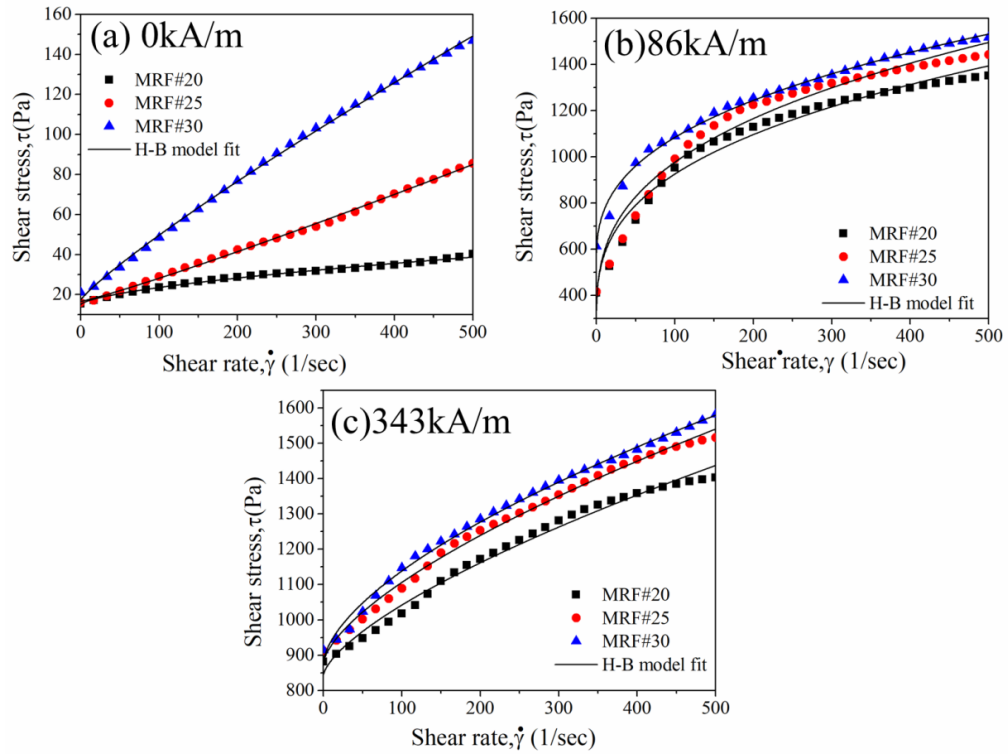 (a) 0kA/m
MRF#20
MRF#25
MRF#30
H-B model fit
Shear stress,τ(Pa)
160
140
120
100
80
60
40
20
0 100 200 300 400 500
Shear rate,γ̇ (1/sec)
(b)86kA/m
MRF#20
MRF#25
MRF#30
H-B model fit
Shear stress,τ(Pa)
1600
1400
1200
1000
800
600
400
0 100 200 300 400 500
Shear ̇rate,γ (1/sec)
(c)343kA/m
MRF#20
MRF#25
MRF#30
H-B model fit
Shear stress,τ(Pa)
1600
1500
1400
1300
1200
1100
1000
900
800
0 100 200 300 400 500
Shear rate,γ̇ (1/sec)